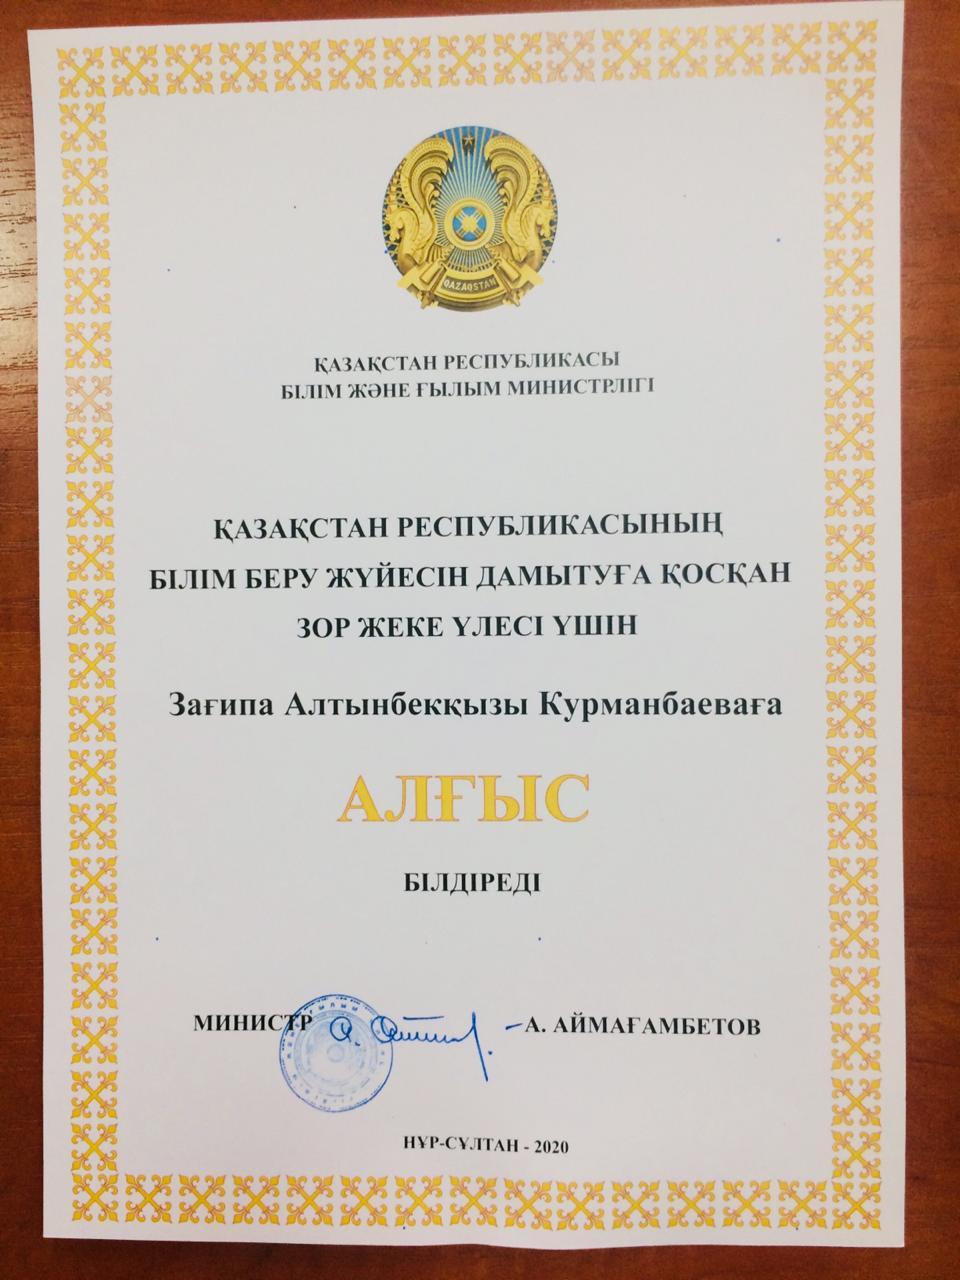 QAZAQSTAN
ҚАЗАҚСТАН РЕСПУБЛИКАСЫ
БІЛІМ ЖӘНЕ ҒЫЛЫМ МИНИСТРЛІГІ
ҚАЗАҚСТАН РЕСПУБЛИКАСЫНЫҢ
БІЛІМ БЕРУ ЖҮЙЕСІН ДАМЫТУҒА ҚОСҚАН
ЗОР ЖЕКЕ ҮЛЕСІ ҮШІН
Зағипа Алтынбекқызы Курманбаеваға
АЛҒЫС
БІЛДІРЕДІ
МИНИСТР А. АЙМАҒАМБЕТОВ
НҰР-СҰЛТАН - 2020